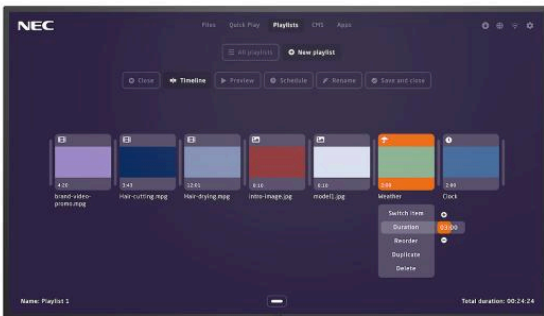 NEC
Files Quick Play Playlists CMS Apps
All playlists New playlist
Close Timeline Preview Schedule Rename Save and close
4:20 3:43 12:01 0:10 0:10 2:00 2:00
brand-video- Hair-cutting.mpg Hair-drying.mpg intro-image.jpg model1.jpg Weather Clock
promo.mpg
Switch item
Duration 03:00
Reorder
Duplicate
Delete
Name: Playlist 1 Total duration: 00:24:24